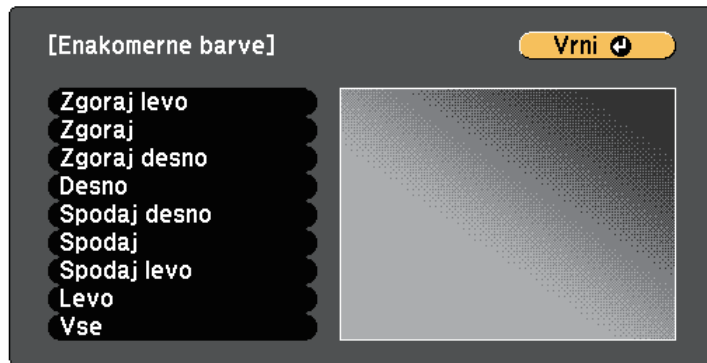 [Enakomerne barve]
Vrni
Zgoraj levo
Zgoraj
Zgoraj desno
Desno
Spodaj desno
Spodaj
Spodaj levo
Levo
Vse